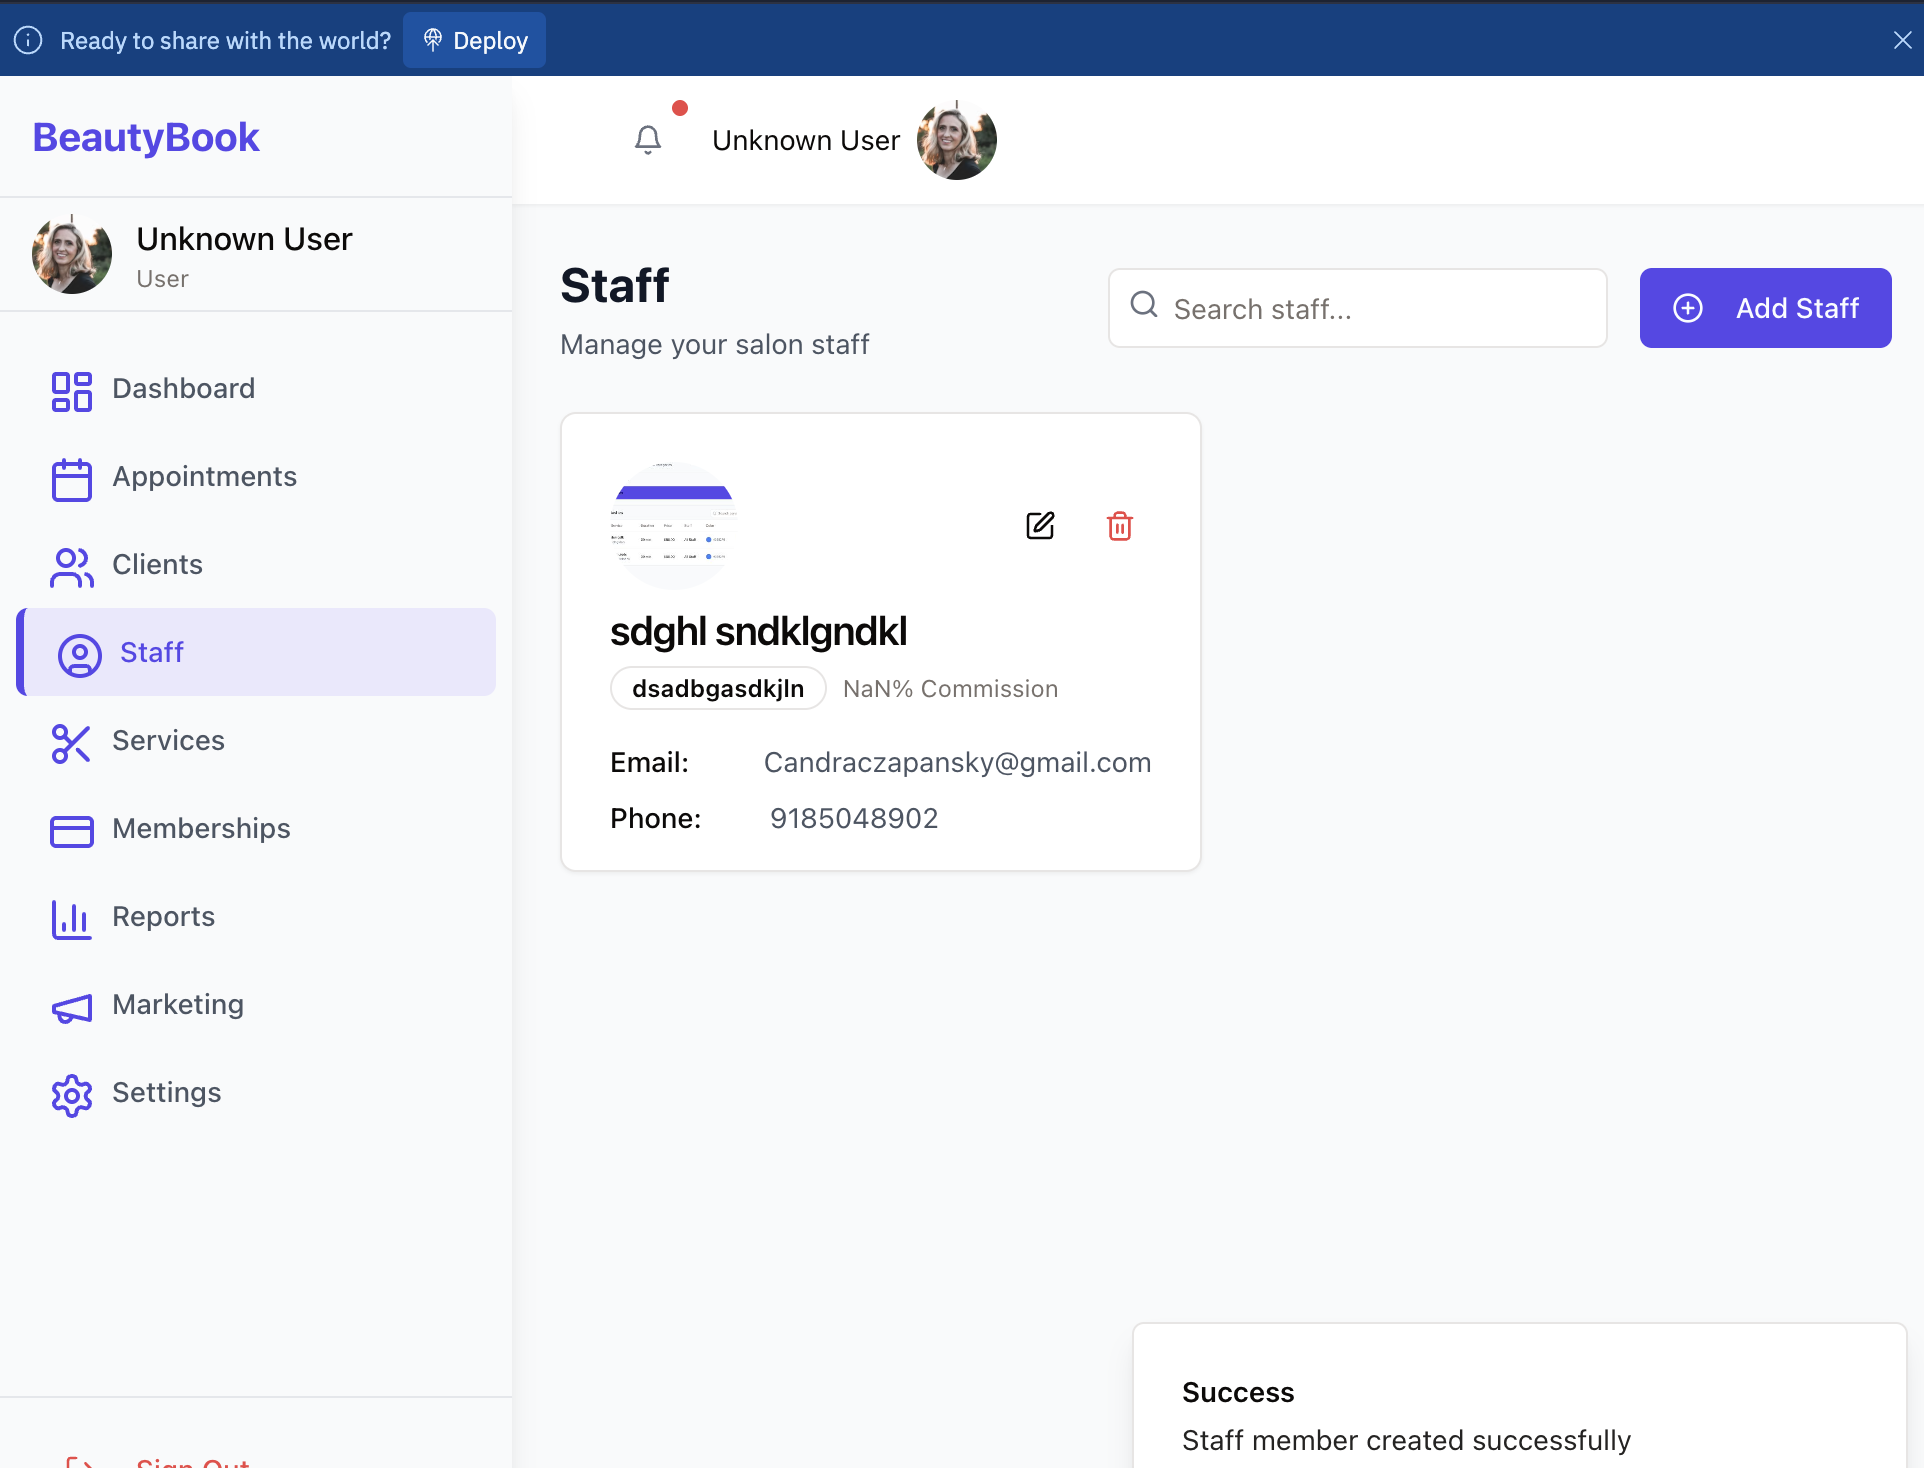 Ready to share with the world?
Deploy
BeautyBook
Unknown User
User
Unknown User
Dashboard
Appointments
Clients
Staff
Services
Memberships
Reports
Marketing
Settings
Sign Out
Staff
Manage your salon staff
Search staff...
Add Staff
sdghl sndklgndkl
dsadbgasdkjln
NaN% Commission
Email: Candraczapansky@gmail.com
Phone: 9185048902
Success
Staff member created successfully